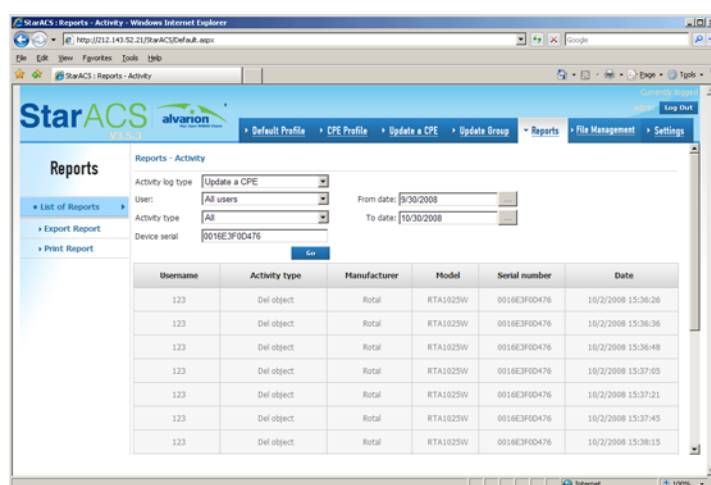 StarACS : Reports - Activity - Windows Internet Explorer
http://212.143.52.21/StarACS/Default.aspx
Google
File Edit View Favorites Tools Help
StarACS : Reports - Activity
Page Tools
Currently logged
StarACS V3.5.3
alvarion
Log Out
Default Profile CPE Profile Update a CPE Update Group Reports File Management Settings
Reports
List of Reports
Export Report
Print Report
Reports - Activity
Activity log type Update a CPE
User: All users From date: 9/30/2008 ...
Activity type All To date: 10/30/2008 ...
Device serial 0016E3F0D476
Go
Username Activity type Manufacturer Model Serial number Date
123 Del object Rotal RTA1025W 0016E3F0D476 10/2/2008 15:36:26
123 Del object Rotal RTA1025W 0016E3F0D476 10/2/2008 15:36:36
123 Del object Rotal RTA1025W 0016E3F0D476 10/2/2008 15:36:48
123 Del object Rotal RTA1025W 0016E3F0D476 10/2/2008 15:37:05
123 Del object Rotal RTA1025W 0016E3F0D476 10/2/2008 15:37:21
123 Del object Rotal RTA1025W 0016E3F0D476 10/2/2008 15:37:45
123 Del object Rotal RTA1025W 0016E3F0D476 10/2/2008 15:38:15
Internet 100%